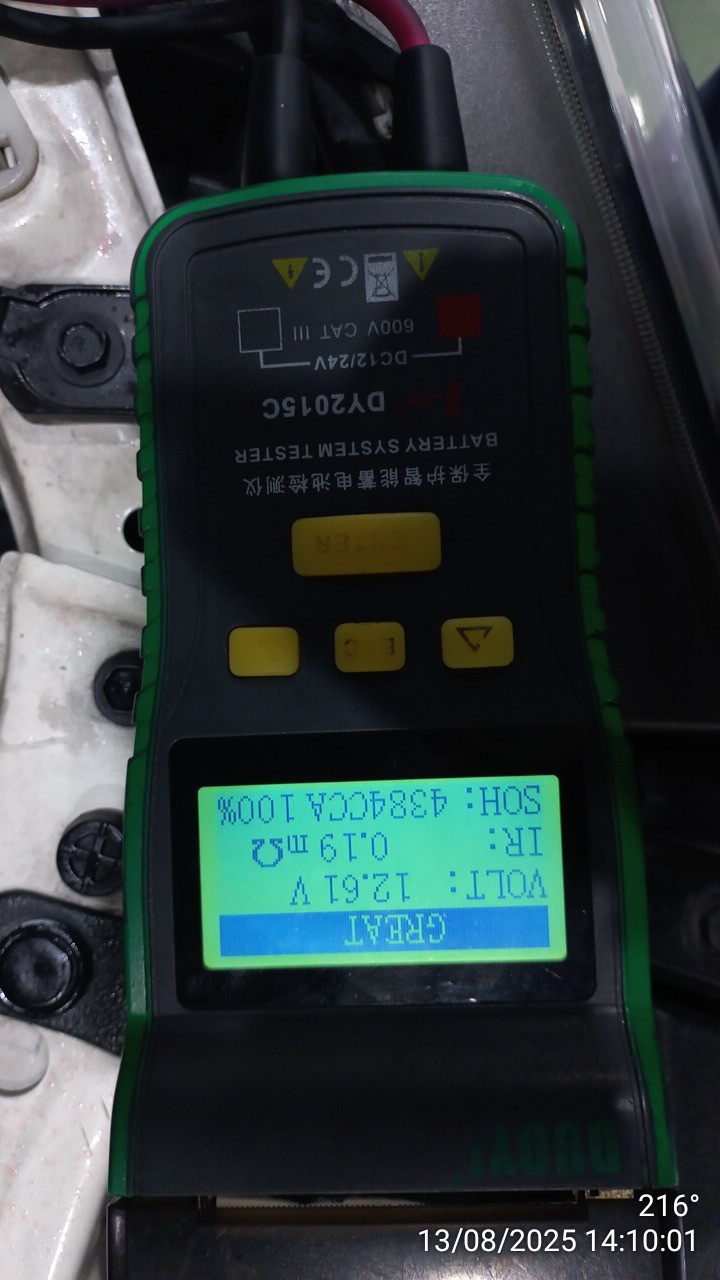 GREAT
VOLT: 12.61 V
IR: 0.19 mΩ
SOH: 4384CCA 100%
ENTER
全保护智能蓄电池检测仪
BATTERY SYSTEM TESTER
DY2015C
DC12/24V
600V CAT III
CE
216°
13/08/2025 14:10:01